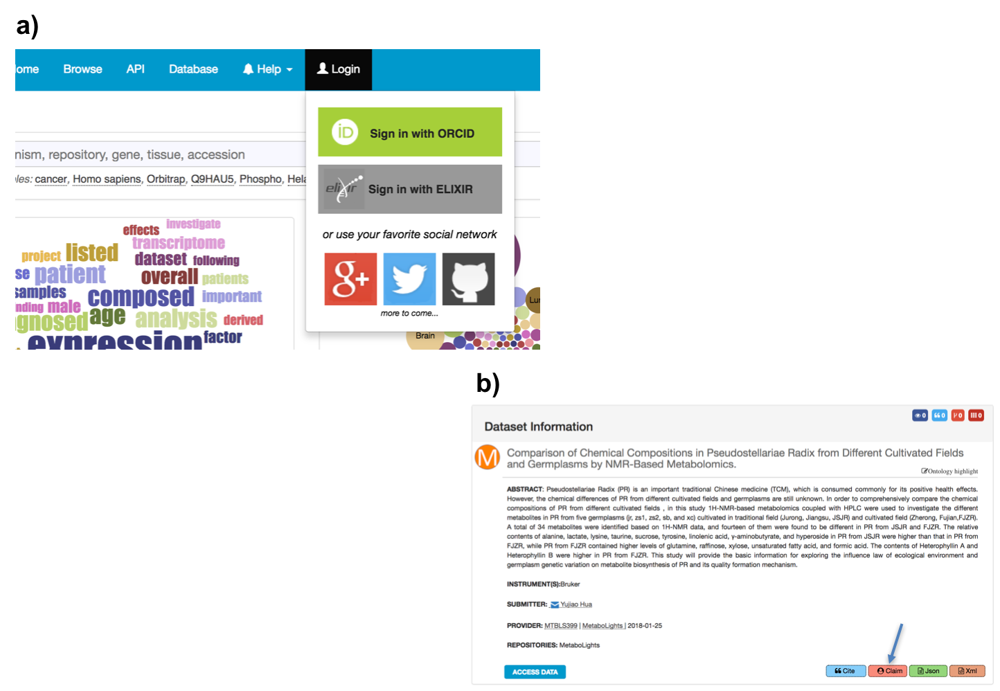 a)
ome Browse API Database Help Login
Sign in with ORCID
nism, repository, gene, tissue, accession
les: cancer, Homo sapiens, Orbitrap, Q9HAU5, Phospho, Hela
elixir Sign in with ELIXIR
or use your favorite social network
g+
more to come...
effects investigate
transcriptome
project listed dataset following
se patient overall patients
samples composed important
nding male
gnosed age analysis derived
expression factor
Lur
Brain
b)
0 0 0 0
Dataset Information
M
Comparison of Chemical Compositions in Pseudostellariae Radix from Different Cultivated Fields
and Germplasms by NMR-Based Metabolomics.
Ontology highlight
ABSTRACT: Pseudostellariae Radix (PR) is an important traditional Chinese medicine (TCM), which is consumed commonly for its positive health effects.
However, the chemical differences of PR from different cultivated fields and germplasms are still unknown. In order to comprehensively compare the chemical
compositions of PR from different cultivated fields , in this study 1H-NMR-based metabolomics coupled with HPLC were used to investigate the different
metabolites in PR from five germplasms (jr, zs1, zs2, sb, and xc) cultivated in traditional field (Jurong, Jiangsu, JSJR) and cultivated field (Zherong, Fujian,FJZR).
A total of 34 metabolites were identified based on 1H-NMR data, and fourteen of them were found to be different in PR from JSJR and FJZR. The relative
contents of alanine, lactate, lysine, taurine, sucrose, tyrosine, linolenic acid, γ-aminobutyrate, and hyperoside in PR from JSJR were higher than that in PR from
FJZR, while PR from FJZR contained higher levels of glutamine, raffinose, xylose, unsaturated fatty acid, and formic acid. The contents of Heterophyllin A and
Heterophyllin B were higher in PR from FJZR. This study will provide the basic information for exploring the influence law of ecological environment and
germplasm genetic variation on metabolite biosynthesis of PR and its quality formation mechanism.
INSTRUMENT(S):Bruker
SUBMITTER: Yujiao Hua
PROVIDER: MTBLS399 | MetaboLights | 2018-01-25
REPOSITORIES: MetaboLights
ACCESS DATA
Cite Claim Json Xml